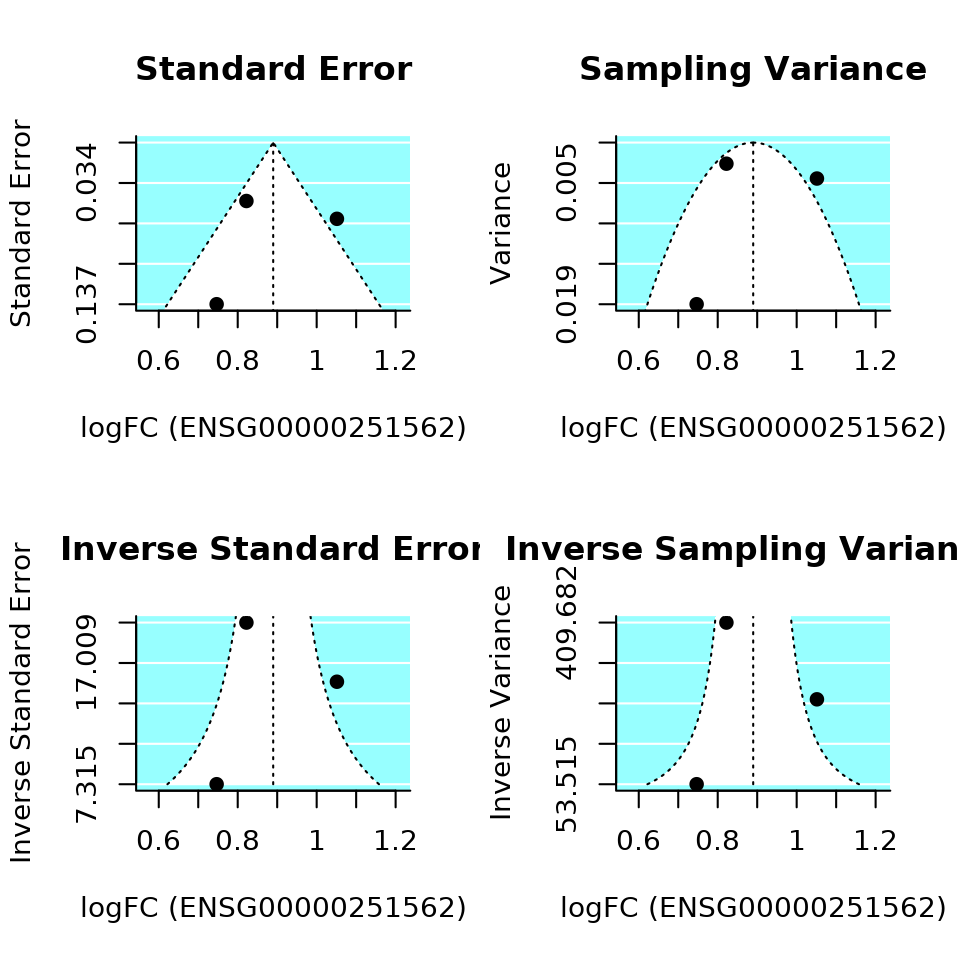 Standard Error
Standard Error
0.034
0.137
0.6 0.8 1 1.2
logFC (ENSG00000251562)
Sampling Variance
Variance
0.005
0.019
0.6 0.8 1 1.2
logFC (ENSG00000251562)
Inverse Standard Error
Inverse Standard Error
17.009
7.315
0.6 0.8 1 1.2
logFC (ENSG00000251562)
Inverse Sampling Varian
Inverse Variance
409.682
53.515
0.6 0.8 1 1.2
logFC (ENSG00000251562)